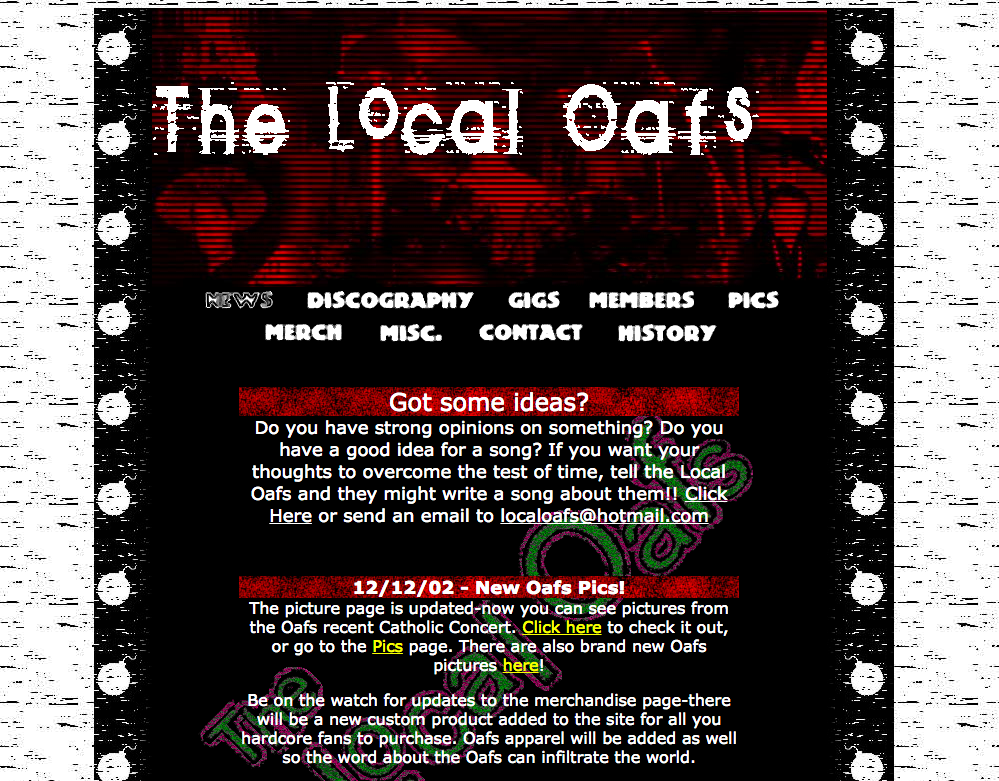 The Local Oafs
NEWS DISCOGRAPHY GIGS MEMBERS PICS
MERCH MISC. CONTACT HISTORY
Got some ideas?
Do you have strong opinions on something? Do you
have a good idea for a song? If you want your
thoughts to overcome the test of time, tell the Local
Oafs and they might write a song about them!! Click
Here or send an email to localoafs@hotmail.com
12/12/02 - New Oafs Pics!
The picture page is updated-now you can see pictures from
the Oafs recent Catholic Concert. Click here to check it out,
or go to the Pics page. There are also brand new Oafs
pictures here!
Be on the watch for updates to the merchandise page-there
will be a new custom product added to the site for all you
hardcore fans to purchase. Oafs apparel will be added as well
so the word about the Oafs can infiltrate the world.
The Local Oafs